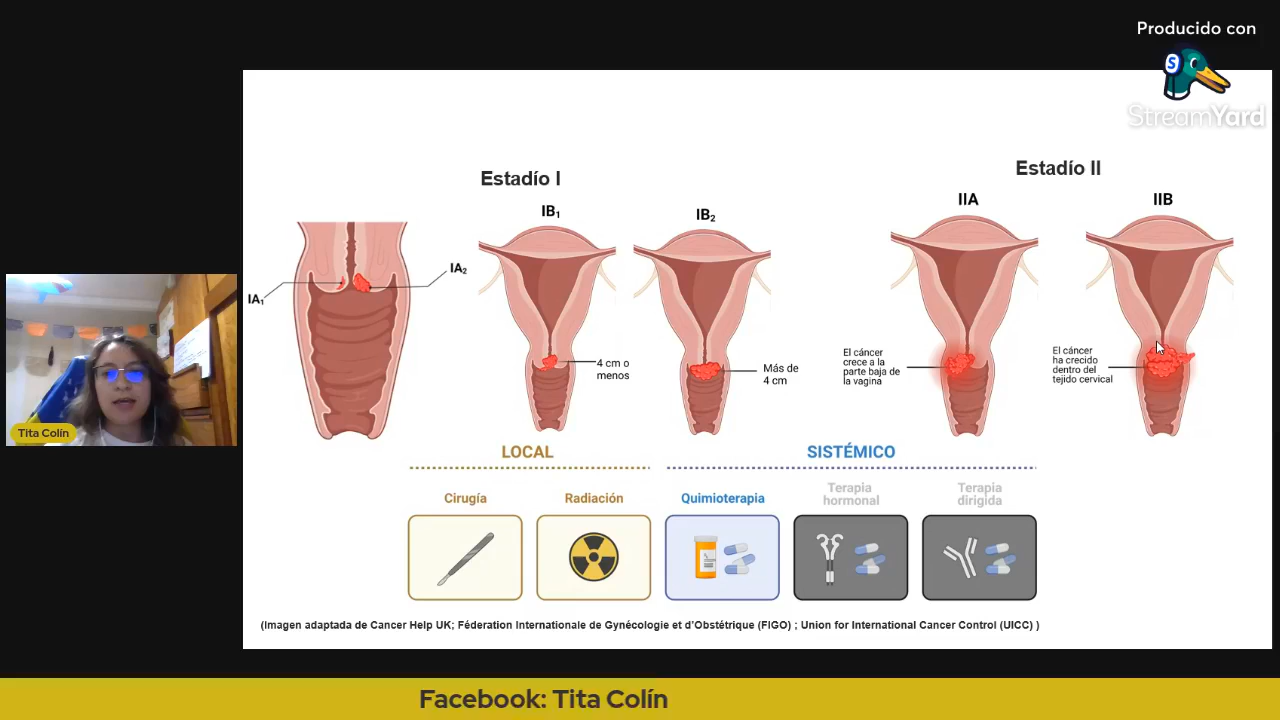 Producido con
StreamYard
Estadío I
Estadío II
IB₁
IB₂
IIA
IIB
IA₂
IA₁
4 cm o
menos
Más de
4 cm
El cáncer
crece a la
parte baja de
la vagina
El cáncer
ha crecido
dentro del
tejido cervical
Tita Colín
LOCAL
SISTÉMICO
Cirugía
Radiación
Quimioterapia
Terapia
hormonal
Terapia
dirigida
(Imagen adaptada de Cancer Help UK; Féderation Internationale de Gynécologie et d'Obstétrique (FIGO) ; Union for International Cancer Control (UICC) )
Facebook: Tita Colín